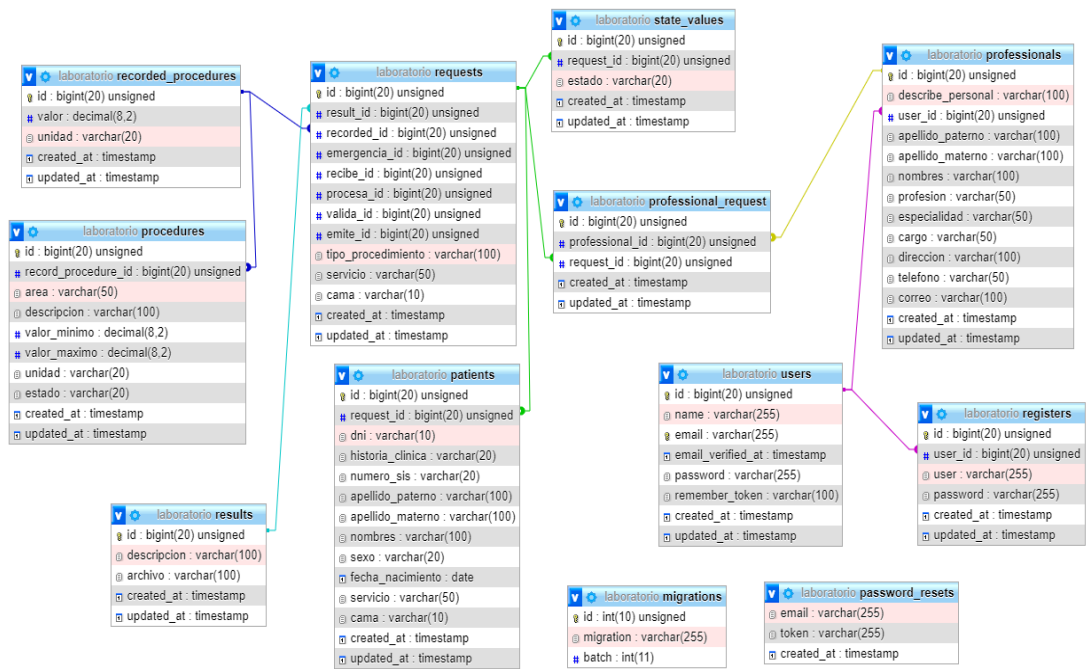 laboratorio state_values
id : bigint(20) unsigned
request_id : bigint(20) unsigned
estado : varchar(20)
created_at : timestamp
updated_at : timestamp
laboratorio recorded_procedures
id : bigint(20) unsigned
valor : decimal(8,2)
unidad : varchar(20)
created_at : timestamp
updated_at : timestamp
laboratorio requests
id : bigint(20) unsigned
result_id : bigint(20) unsigned
recorded_id : bigint(20) unsigned
emergencia_id : bigint(20) unsigned
recibe_id : bigint(20) unsigned
procesa_id : bigint(20) unsigned
valida_id : bigint(20) unsigned
emite_id : bigint(20) unsigned
tipo_procedimiento : varchar(100)
servicio : varchar(50)
cama : varchar(10)
created_at : timestamp
updated_at : timestamp
laboratorio professionals
id : bigint(20) unsigned
describe_personal : varchar(100)
user_id : bigint(20) unsigned
apellido_paterno : varchar(100)
apellido_materno : varchar(100)
nombres : varchar(100)
profesion : varchar(50)
especialidad : varchar(50)
cargo : varchar(50)
direccion : varchar(100)
telefono : varchar(50)
correo : varchar(100)
created_at : timestamp
updated_at : timestamp
laboratorio professional_request
id : bigint(20) unsigned
professional_id : bigint(20) unsigned
request_id : bigint(20) unsigned
created_at : timestamp
updated_at : timestamp
laboratorio procedures
id : bigint(20) unsigned
record_procedure_id : bigint(20) unsigned
area : varchar(50)
descripcion : varchar(100)
valor_minimo : decimal(8,2)
valor_maximo : decimal(8,2)
unidad : varchar(20)
estado : varchar(20)
created_at : timestamp
updated_at : timestamp
laboratorio patients
id : bigint(20) unsigned
request_id : bigint(20) unsigned
dni : varchar(10)
historia_clinica : varchar(20)
numero_sis : varchar(20)
apellido_paterno : varchar(100)
apellido_materno : varchar(100)
nombres : varchar(100)
sexo : varchar(20)
fecha_nacimiento : date
servicio : varchar(50)
cama : varchar(10)
created_at : timestamp
updated_at : timestamp
laboratorio users
id : bigint(20) unsigned
name : varchar(255)
email : varchar(255)
email_verified_at : timestamp
password : varchar(255)
remember_token : varchar(100)
created_at : timestamp
updated_at : timestamp
laboratorio registers
id : bigint(20) unsigned
user_id : bigint(20) unsigned
user : varchar(255)
password : varchar(255)
created_at : timestamp
updated_at : timestamp
laboratorio results
id : bigint(20) unsigned
descripcion : varchar(100)
archivo : varchar(100)
created_at : timestamp
updated_at : timestamp
laboratorio migrations
id : int(10) unsigned
migration : varchar(255)
batch : int(11)
laboratorio password_resets
email : varchar(255)
token : varchar(255)
created_at : timestamp